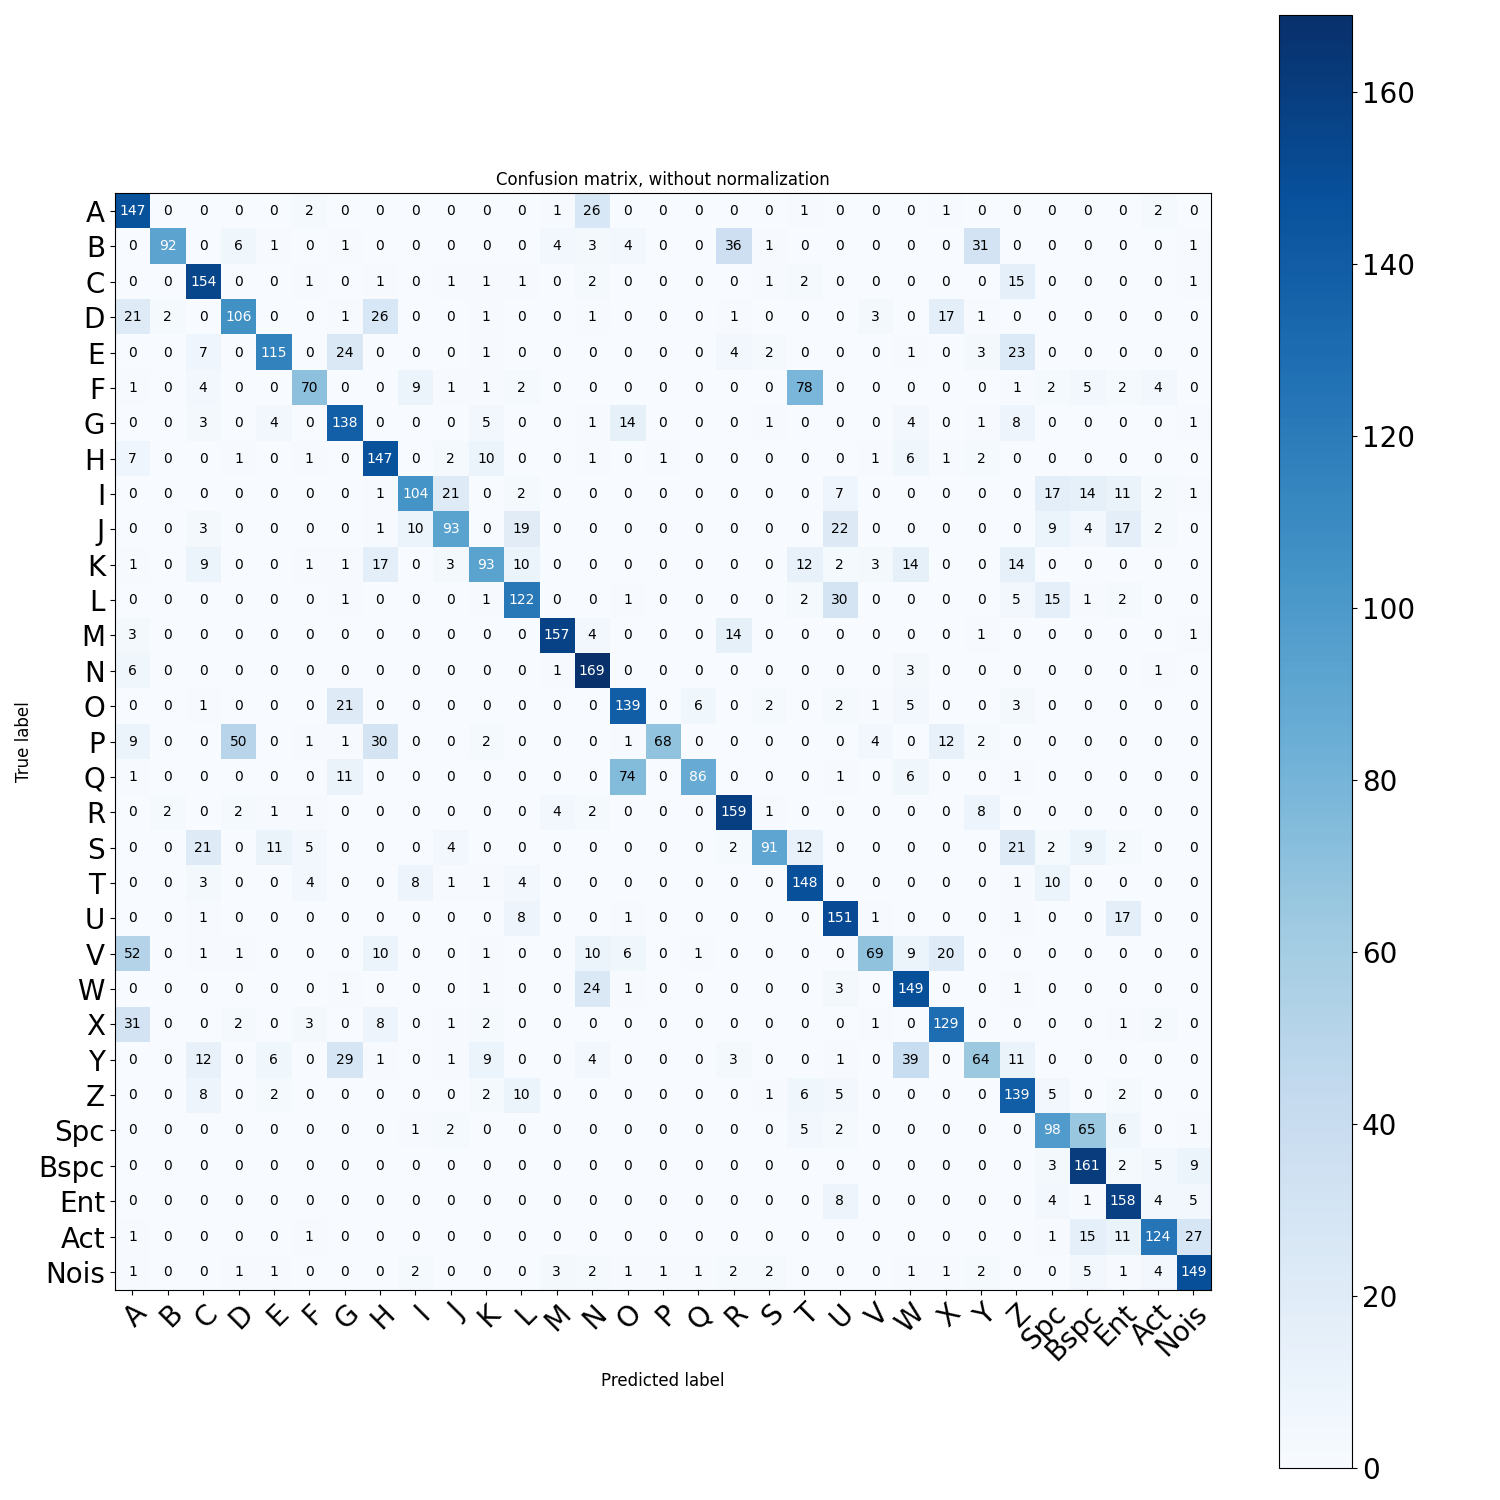 Confusion matrix, without normalization
A 147 0 0 0 0 2 0 0 0 0 0 0 1 26 0 0 0 0 0 1 0 0 0 1 0 0 0 0 0 2 0
B 0 92 0 6 1 0 1 0 0 0 0 0 4 3 4 0 0 36 1 0 0 0 0 0 31 0 0 0 0 0 1
C 0 0 154 0 0 1 0 1 0 1 1 1 0 2 0 0 0 0 1 2 0 0 0 0 0 15 0 0 0 0 1
D 21 2 0 106 0 0 1 26 0 0 1 0 0 1 0 0 0 1 0 0 0 3 0 17 1 0 0 0 0 0 0
E 0 0 7 0 115 0 24 0 0 0 1 0 0 0 0 0 0 4 2 0 0 0 1 0 3 23 0 0 0 0 0
F 1 0 4 0 0 70 0 0 9 1 1 2 0 0 0 0 0 0 0 78 0 0 0 0 0 1 2 5 2 4 0
G 0 0 3 0 4 0 138 0 0 0 5 0 0 1 14 0 0 0 1 0 0 0 4 0 1 8 0 0 0 0 1
H 7 0 0 1 0 1 0 147 0 2 10 0 0 1 0 1 0 0 0 0 0 1 6 1 2 0 0 0 0 0 0
I 0 0 0 0 0 0 0 1 104 21 0 2 0 0 0 0 0 0 0 0 7 0 0 0 0 0 17 14 11 2 1
J 0 0 3 0 0 0 0 1 10 93 0 19 0 0 0 0 0 0 0 0 22 0 0 0 0 0 9 4 17 2 0
K 1 0 9 0 0 1 1 17 0 3 93 10 0 0 0 0 0 0 0 12 2 3 14 0 0 14 0 0 0 0 0
L 0 0 0 0 0 0 1 0 0 0 1 122 0 0 1 0 0 0 0 2 30 0 0 0 0 5 15 1 2 0 0
M 3 0 0 0 0 0 0 0 0 0 0 0 157 4 0 0 0 14 0 0 0 0 0 0 1 0 0 0 0 0 1
N 6 0 0 0 0 0 0 0 0 0 0 0 1 169 0 0 0 0 0 0 0 0 3 0 0 0 0 0 0 1 0
O 0 0 1 0 0 0 21 0 0 0 0 0 0 0 139 0 6 0 2 0 2 1 5 0 0 3 0 0 0 0 0
P 9 0 0 50 0 1 1 30 0 0 2 0 0 0 1 68 0 0 0 0 0 4 0 12 2 0 0 0 0 0 0
Q 1 0 0 0 0 0 11 0 0 0 0 0 0 0 74 0 86 0 0 0 1 0 6 0 0 1 0 0 0 0 0
R 0 2 0 2 1 1 0 0 0 0 0 0 4 2 0 0 0 159 1 0 0 0 0 0 8 0 0 0 0 0 0
S 0 0 21 0 11 5 0 0 0 4 0 0 0 0 0 0 0 2 91 12 0 0 0 0 0 21 2 9 2 0 0
T 0 0 3 0 0 4 0 0 8 1 1 4 0 0 0 0 0 0 0 148 0 0 0 0 0 1 10 0 0 0 0
U 0 0 1 0 0 0 0 0 0 0 0 8 0 0 1 0 0 0 0 0 151 1 0 0 0 1 0 0 17 0 0
V 52 0 1 1 0 0 0 10 0 0 1 0 0 10 6 0 1 0 0 0 0 69 9 20 0 0 0 0 0 0 0
W 0 0 0 0 0 0 1 0 0 0 1 0 0 24 1 0 0 0 0 0 3 0 149 0 0 1 0 0 0 0 0
X 31 0 0 2 0 3 0 8 0 1 2 0 0 0 0 0 0 0 0 0 0 1 0 129 0 0 0 0 1 2 0
Y 0 0 12 0 6 0 29 1 0 1 9 0 0 4 0 0 0 3 0 0 1 0 39 0 64 11 0 0 0 0 0
Z 0 0 8 0 2 0 0 0 0 0 2 10 0 0 0 0 0 0 1 6 5 0 0 0 0 139 5 0 2 0 0
Spc 0 0 0 0 0 0 0 0 1 2 0 0 0 0 0 0 0 0 0 5 2 0 0 0 0 0 98 65 6 0 1
Bspc 0 0 0 0 0 0 0 0 0 0 0 0 0 0 0 0 0 0 0 0 0 0 0 0 0 0 3 161 2 5 9
Ent 0 0 0 0 0 0 0 0 0 0 0 0 0 0 0 0 0 0 0 0 8 0 0 0 0 0 4 1 158 4 5
Act 1 0 0 0 0 1 0 0 0 0 0 0 0 0 0 0 0 0 0 0 0 0 0 0 0 0 1 15 11 124 27
Nois 1 0 0 1 1 0 0 0 2 0 0 0 3 2 1 1 1 2 2 0 0 0 1 1 2 0 0 5 1 4 149
A B C D E F G H I J K L M N O P Q R S T U V W X Y Z Spc Bspc Ent Act Nois
Predicted label
True label
160
140
120
100
80
60
40
20
0